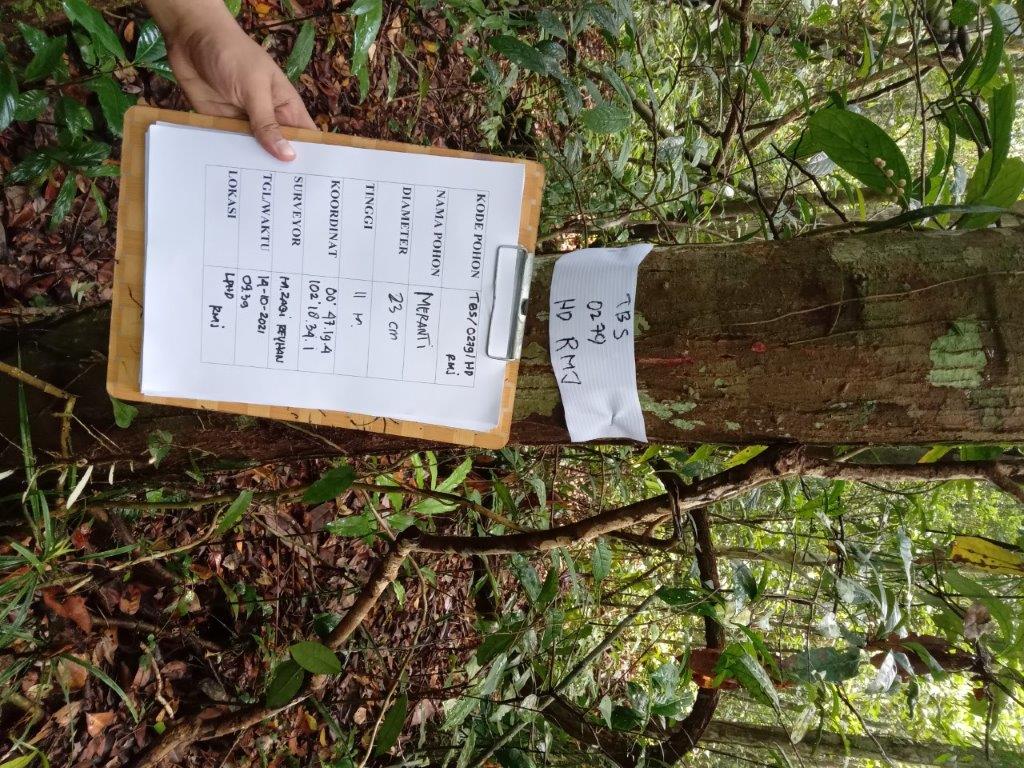 KODE POHON TBS/0279/HD RMJ
NAMA POHON MERANTI
DIAMETER 23 cm
TINGGI 11 m.
KOORDINAT 00° 47.19.4
102° 18.34.1
SURVEYOR M.ZAQI REYHAN
TGL/WAKTU 14-10-2021
09.39
LOKASI LPHD RMJ
TBS
0279
HD RMJ